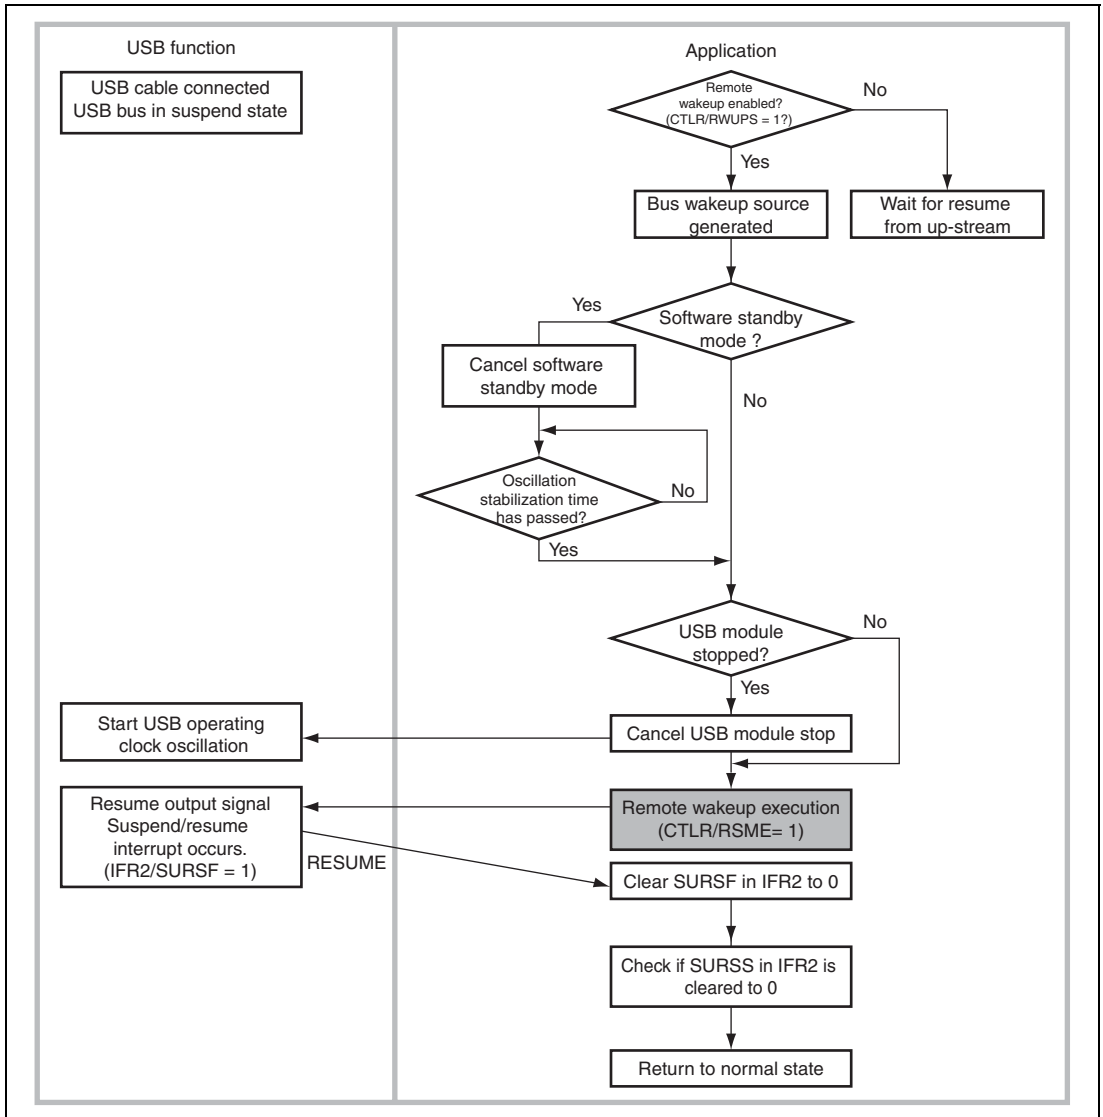 USB function
USB cable connected
USB bus in suspend state
Application
Remote
wakeup enabled?
(CTLR/RWUPS = 1?)
No
Yes
Bus wakeup source
generated
Wait for resume
from up-stream
Yes
Software standby
mode ?
Cancel software
standby mode
No
Oscillation
stabilization time
has passed?
No
Yes
USB module
stopped?
No
Yes
Start USB operating
clock oscillation
Cancel USB module stop
Resume output signal
Suspend/resume
interrupt occurs.
(IFR2/SURSF = 1)
RESUME
Remote wakeup execution
(CTLR/RSME= 1)
Clear SURSF in IFR2 to 0
Check if SURSS in IFR2 is
cleared to 0
Return to normal state